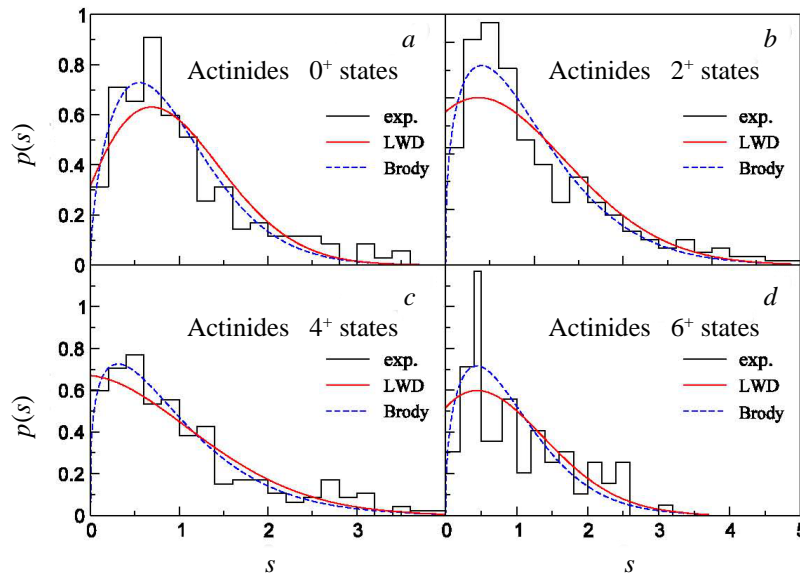 a
Actinides 0+ states
exp.
LWD
Brody
p(s)
1
0.8
0.6
0.4
0.2
0
b
Actinides 2+ states
exp.
LWD
Brody
c
Actinides 4+ states
exp.
LWD
Brody
p(s)
1
0.8
0.6
0.4
0.2
0
0 1 2 3
s
d
Actinides 6+ states
exp.
LWD
Brody
0 1 2 3 4 5
s